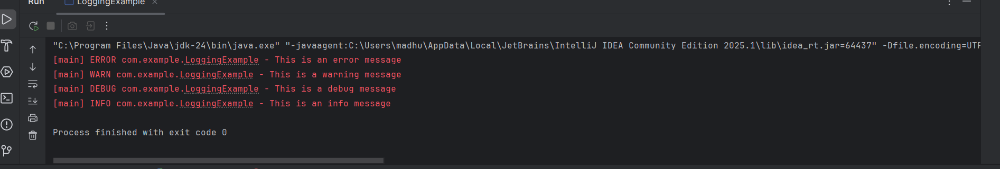 Run LoggingExample
"C:\Program Files\Java\jdk-24\bin\java.exe" "-javaagent:C:\Users\madhu\AppData\Local\JetBrains\IntelliJ IDEA Community Edition 2025.1\lib\idea_rt.jar=64437" -Dfile.encoding=UTF
[main] ERROR com.example.LoggingExample - This is an error message
[main] WARN com.example.LoggingExample - This is a warning message
[main] DEBUG com.example.LoggingExample - This is a debug message
[main] INFO com.example.LoggingExample - This is an info message
Process finished with exit code 0